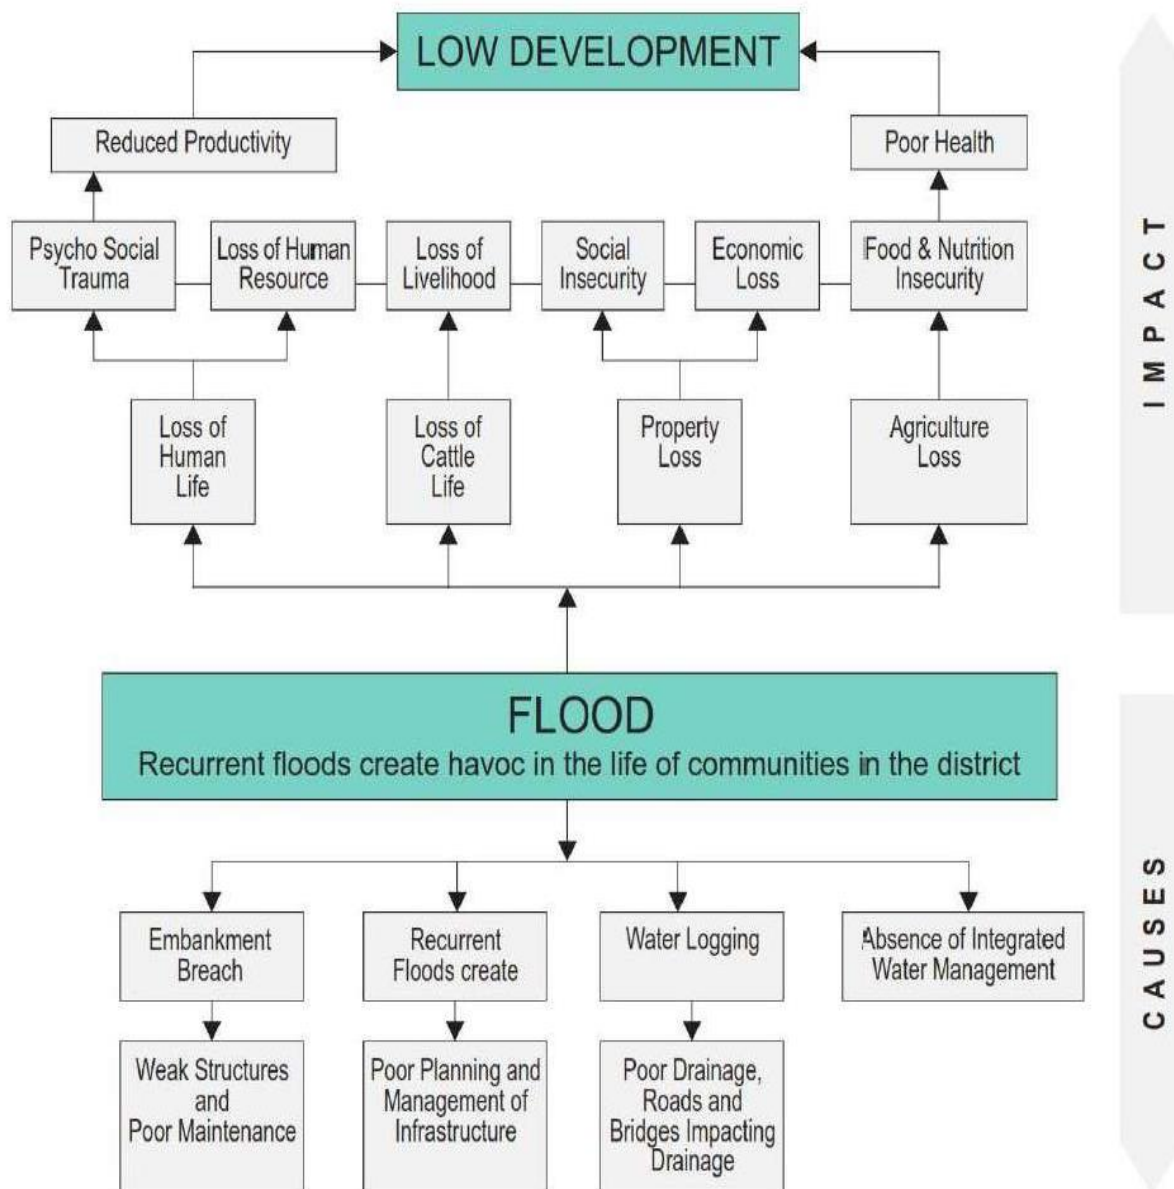 LOW DEVELOPMENT
Reduced Productivity
Poor Health
Psycho Social
Trauma
Loss of Human
Resource
Loss of
Livelihood
Social
Insecurity
Economic
Loss
Food & Nutrition
Insecurity
Loss of
Human
Life
Loss of
Cattle
Life
Property
Loss
Agriculture
Loss
IMPACT
FLOOD
Recurrent floods create havoc in the life of communities in the district
Embankment
Breach
Recurrent
Floods create
Water Logging
Absence of Integrated
Water Management
Weak Structures
and
Poor Maintenance
Poor Planning and
Management of
Infrastructure
Poor Drainage,
Roads and
Bridges Impacting
Drainage
CAUSES